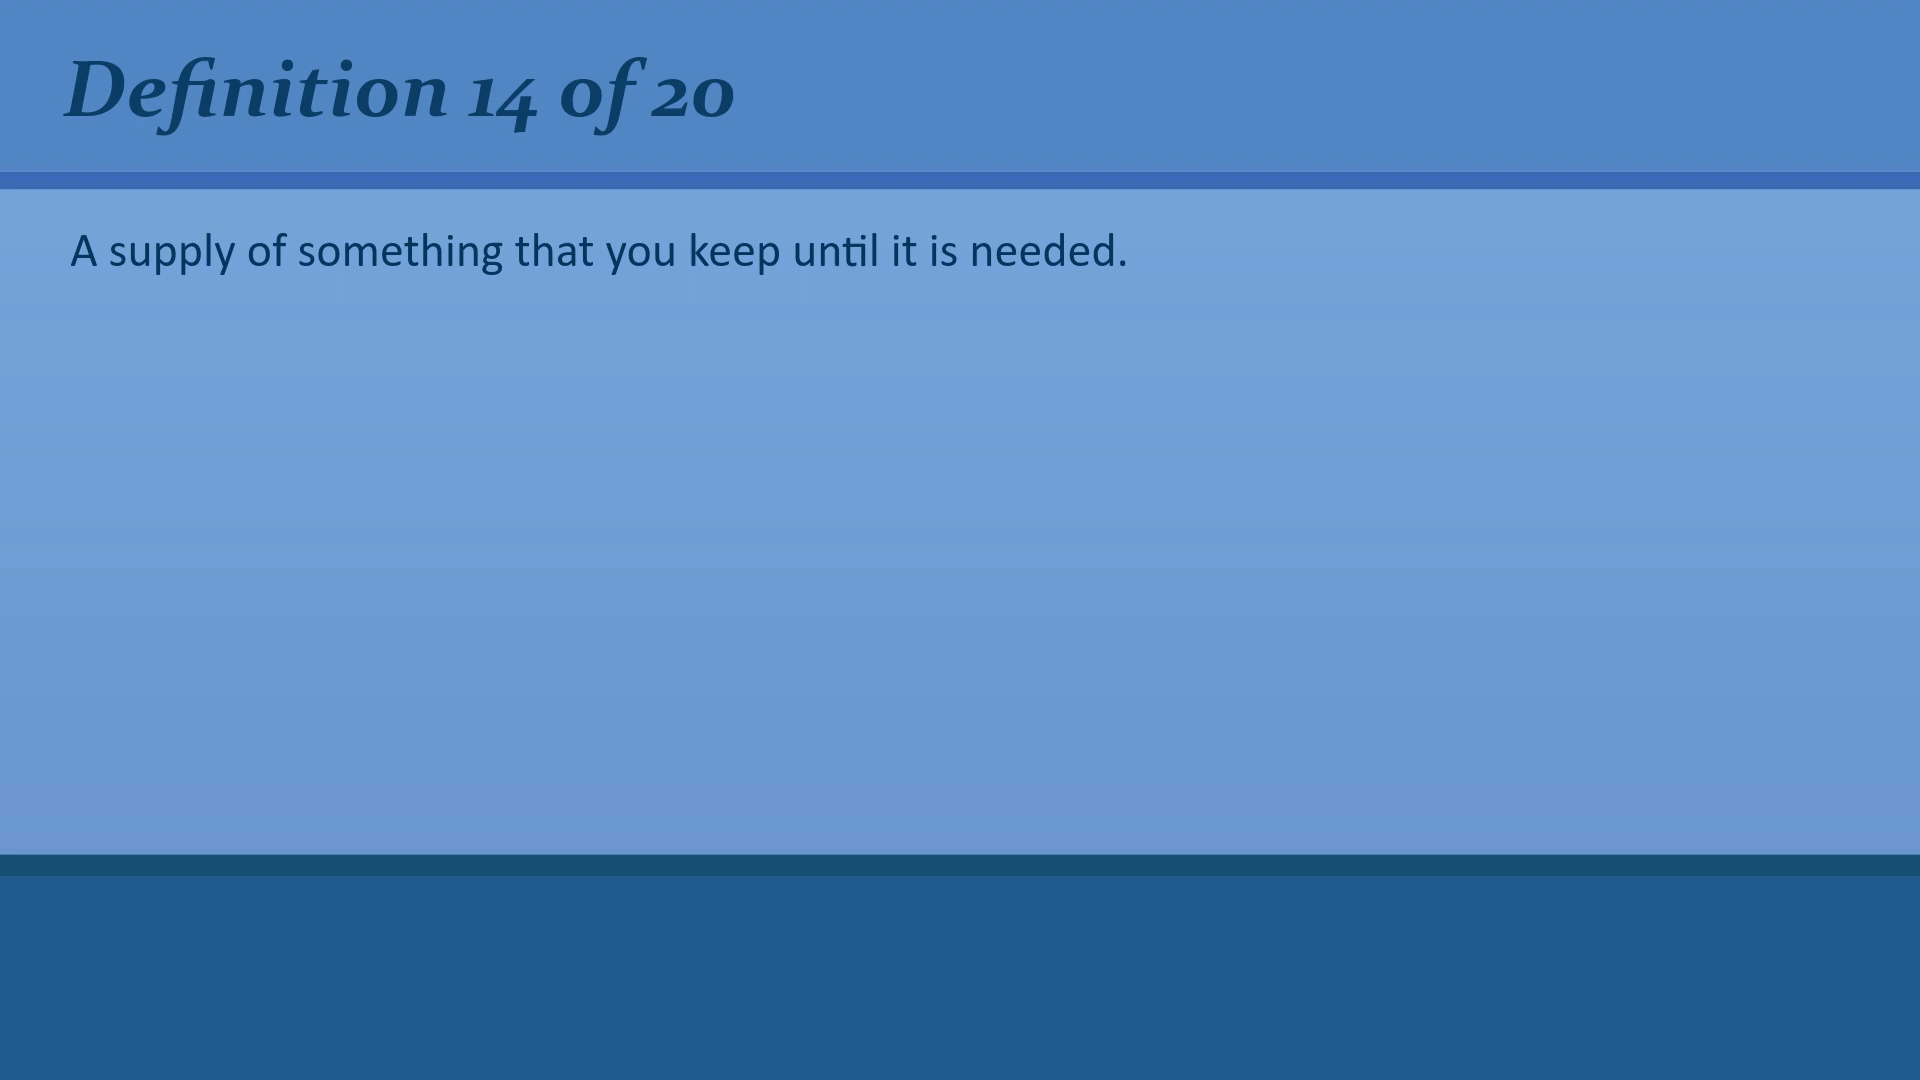 Definition 14 of 20
A supply of something that you keep until it is needed.